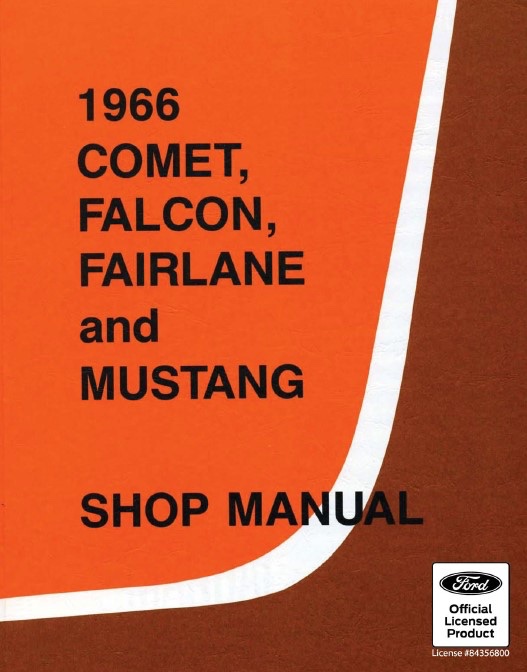 1966
COMET,
FALCON,
FAIRLANE
and
MUSTANG
SHOP MANUAL
Ford
Official
Licensed
Product
License #84356800